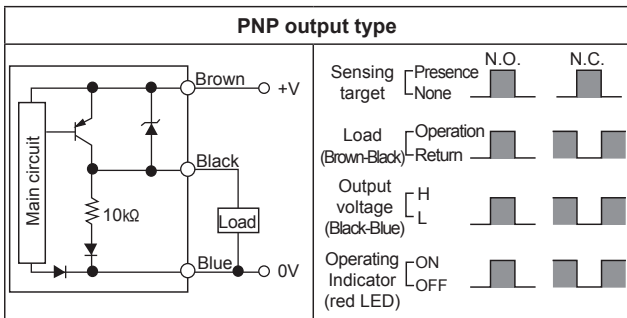 PNP output type
Main circuit
Brown
+V
Black
10kΩ
Load
Blue
0V
N.O.
N.C.
Sensing target
Presence
None
Load
(Brown-Black)
Operation
Return
Output voltage
(Black-Blue)
H
L
Operating Indicator
(red LED)
ON
OFF